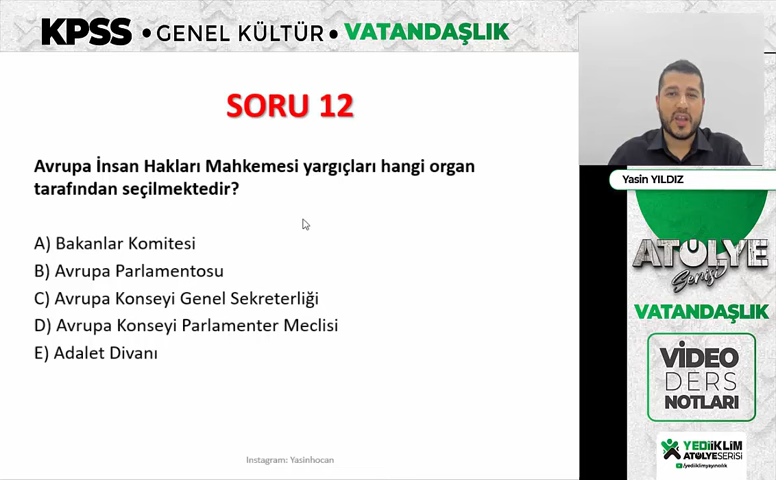 KPSS • GENEL KÜLTÜR • VATANDAŞLIK
SORU 12
Avrupa İnsan Hakları Mahkemesi yargıçları hangi organ
tarafından seçilmektedir?
A) Bakanlar Komitesi
B) Avrupa Parlamentosu
C) Avrupa Konseyi Genel Sekreterliği
D) Avrupa Konseyi Parlamenter Meclisi
E) Adalet Divanı
Instagram: Yasinhocan
Yasin YILDIZ
ATÖLYE
Serisi
VATANDAŞLIK
VİDEO
DERS
NOTLARI
YEDİİKLİM
ATÖLYESERİSİ
/yediiklimyayincilik